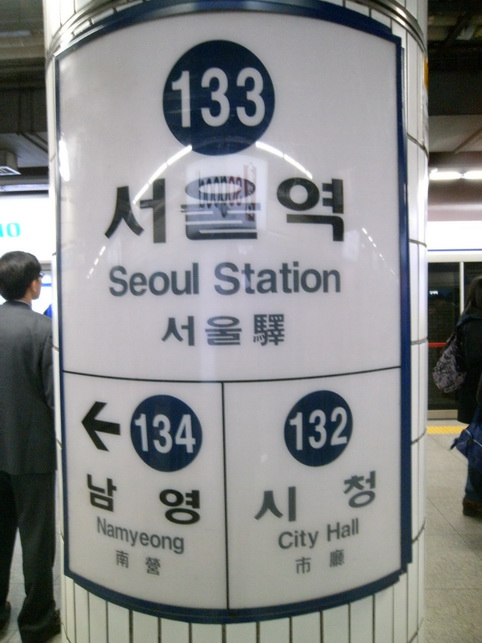 133
서울역
Seoul Station
서울驛
← 134
남영
Namyeong
南營
132
시청
City Hall
市廳